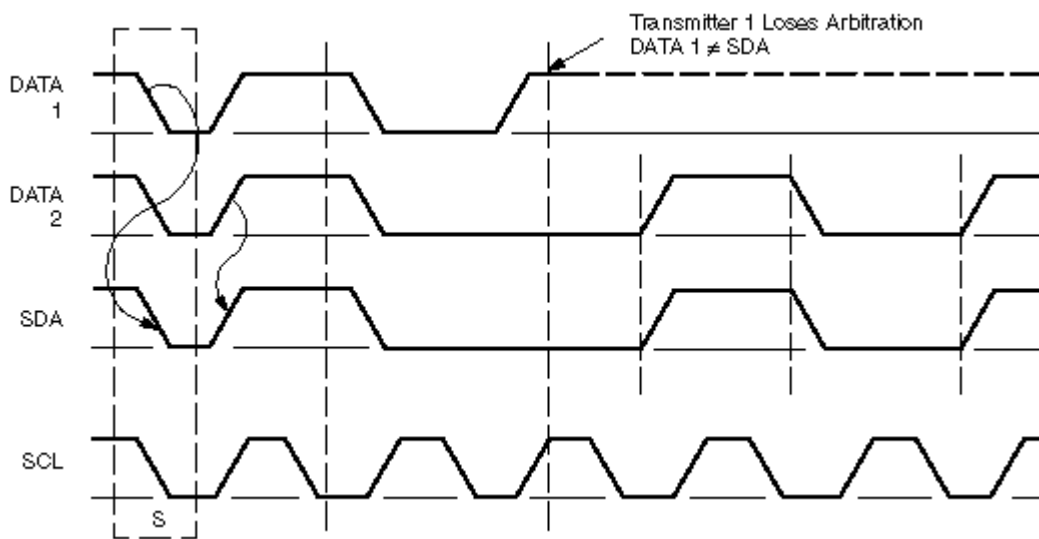 Transmitter 1 Loses Arbitration
DATA 1 ≠ SDA
DATA
1
DATA
2
SDA
SCL
S